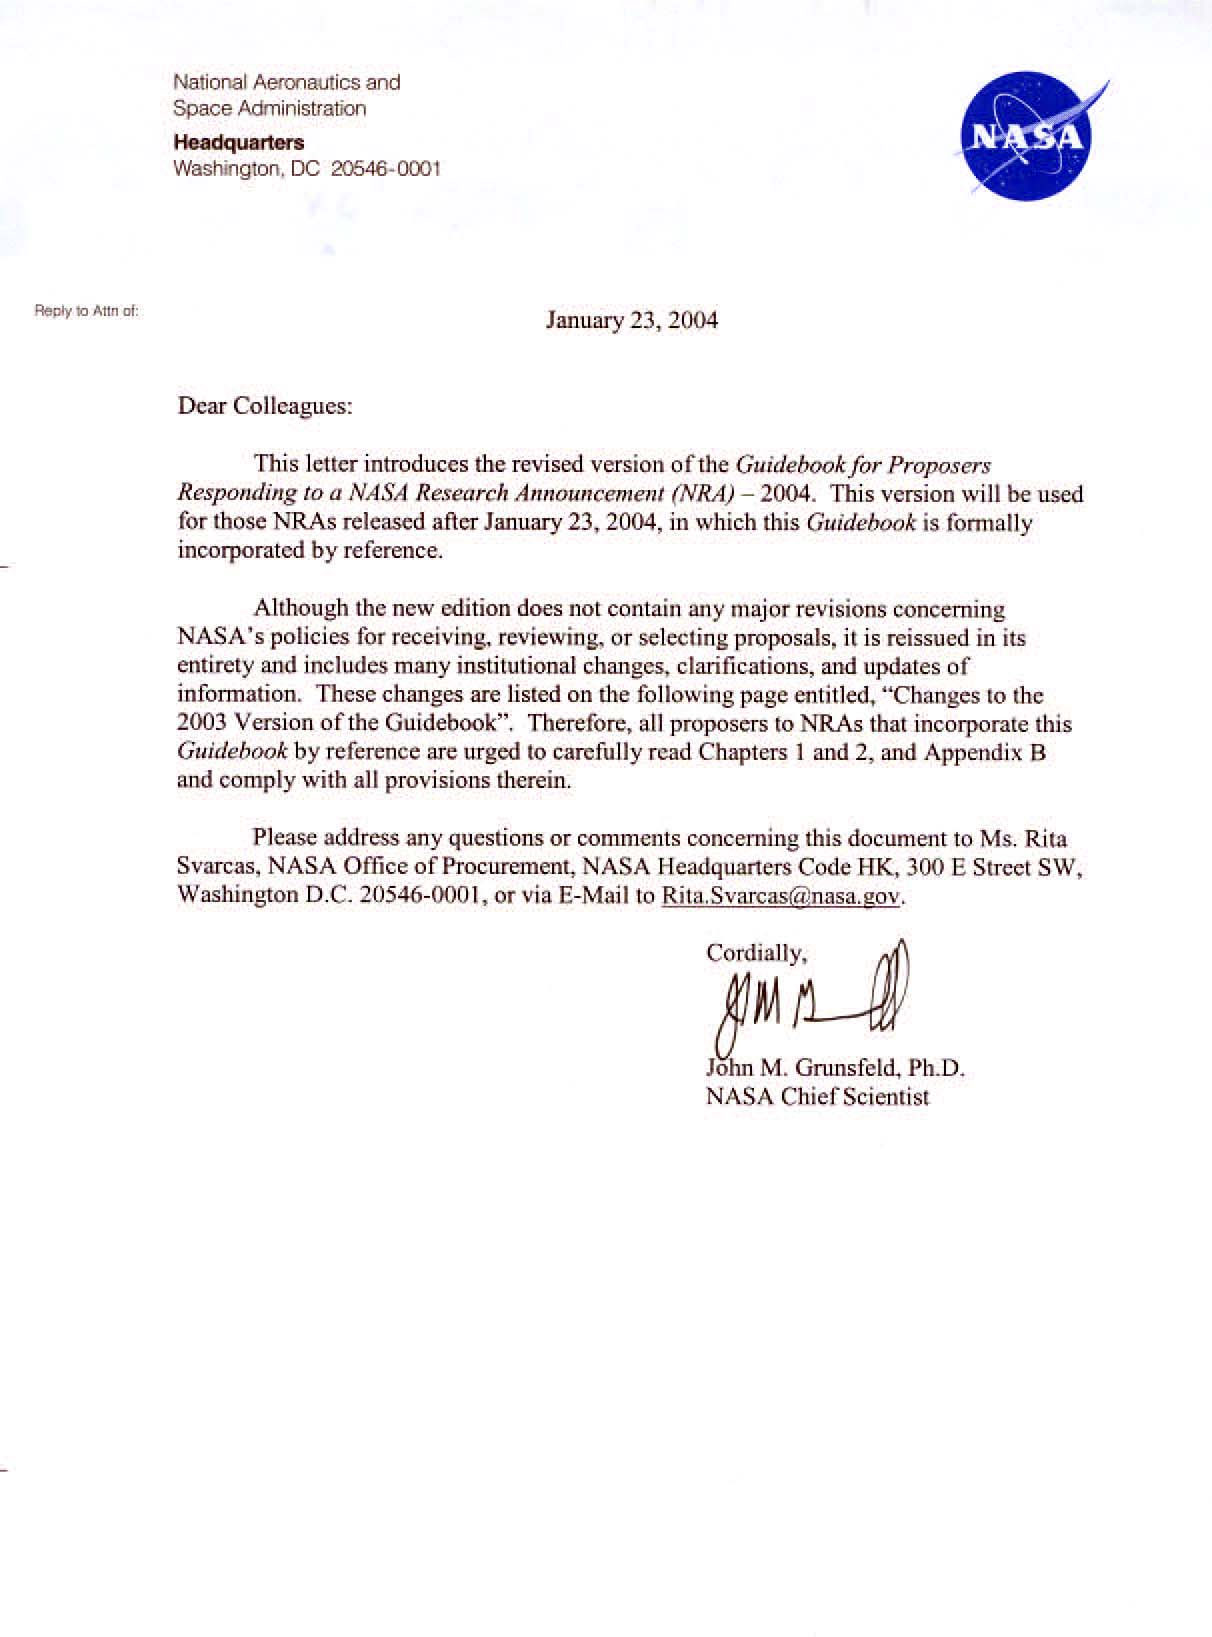 National Aeronautics and
Space Administration
Headquarters
Washington, DC 20546-0001
NASA
Reply to Attn of:
January 23, 2004
Dear Colleagues:
This letter introduces the revised version of the Guidebook for Proposers
Responding to a NASA Research Announcement (NRA) – 2004. This version will be used
for those NRAs released after January 23, 2004, in which this Guidebook is formally
incorporated by reference.
Although the new edition does not contain any major revisions concerning
NASA's policies for receiving, reviewing, or selecting proposals, it is reissued in its
entirety and includes many institutional changes, clarifications, and updates of
information. These changes are listed on the following page entitled, “Changes to the
2003 Version of the Guidebook”. Therefore, all proposers to NRAs that incorporate this
Guidebook by reference are urged to carefully read Chapters 1 and 2, and Appendix B
and comply with all provisions therein.
Please address any questions or comments concerning this document to Ms. Rita
Svarcas, NASA Office of Procurement, NASA Headquarters Code HK, 300 E Street SW,
Washington D.C. 20546-0001, or via E-Mail to Rita.Svarcas@nasa.gov.
Cordially,
John M. Grunsfeld, Ph.D.
NASA Chief Scientist